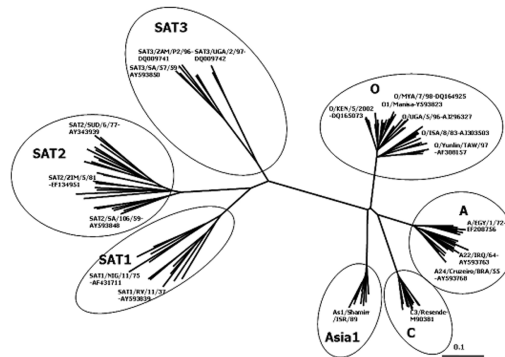 SAT3
SAT3/ZAM/P2/96-
DQ009741
SAT3/UGA/2/97-
DQ009742
SAT3/SA/57/59-
AY593850
O
O/MYA/7/98-DQ164925
O1/Manisa-Y593823
O/KEN/5/2002
-DQ165073
O/UGA/5/96-AJ296327
O/ISA/8/83-AJ303503
O/Yunlin/TAW/97
-AF308157
SAT2
SAT2/SUD/6/77-
AY343939
SAT2/ZIM/5/81
-EF134951
SAT2/SA/106/59-
AY593848
SAT1
SAT1/NIG/11/75
-AF431711
SAT1/RV/11/37
-AY593839
A
A/EGY/1/72-
EF208756
A22/IRQ/64-
AY593763
A24/Cruzeiro/BRA/55
-AY593768
As1/Shamir
/ISR/89
Asia1
C3/Resende-
M90381
C
0.1